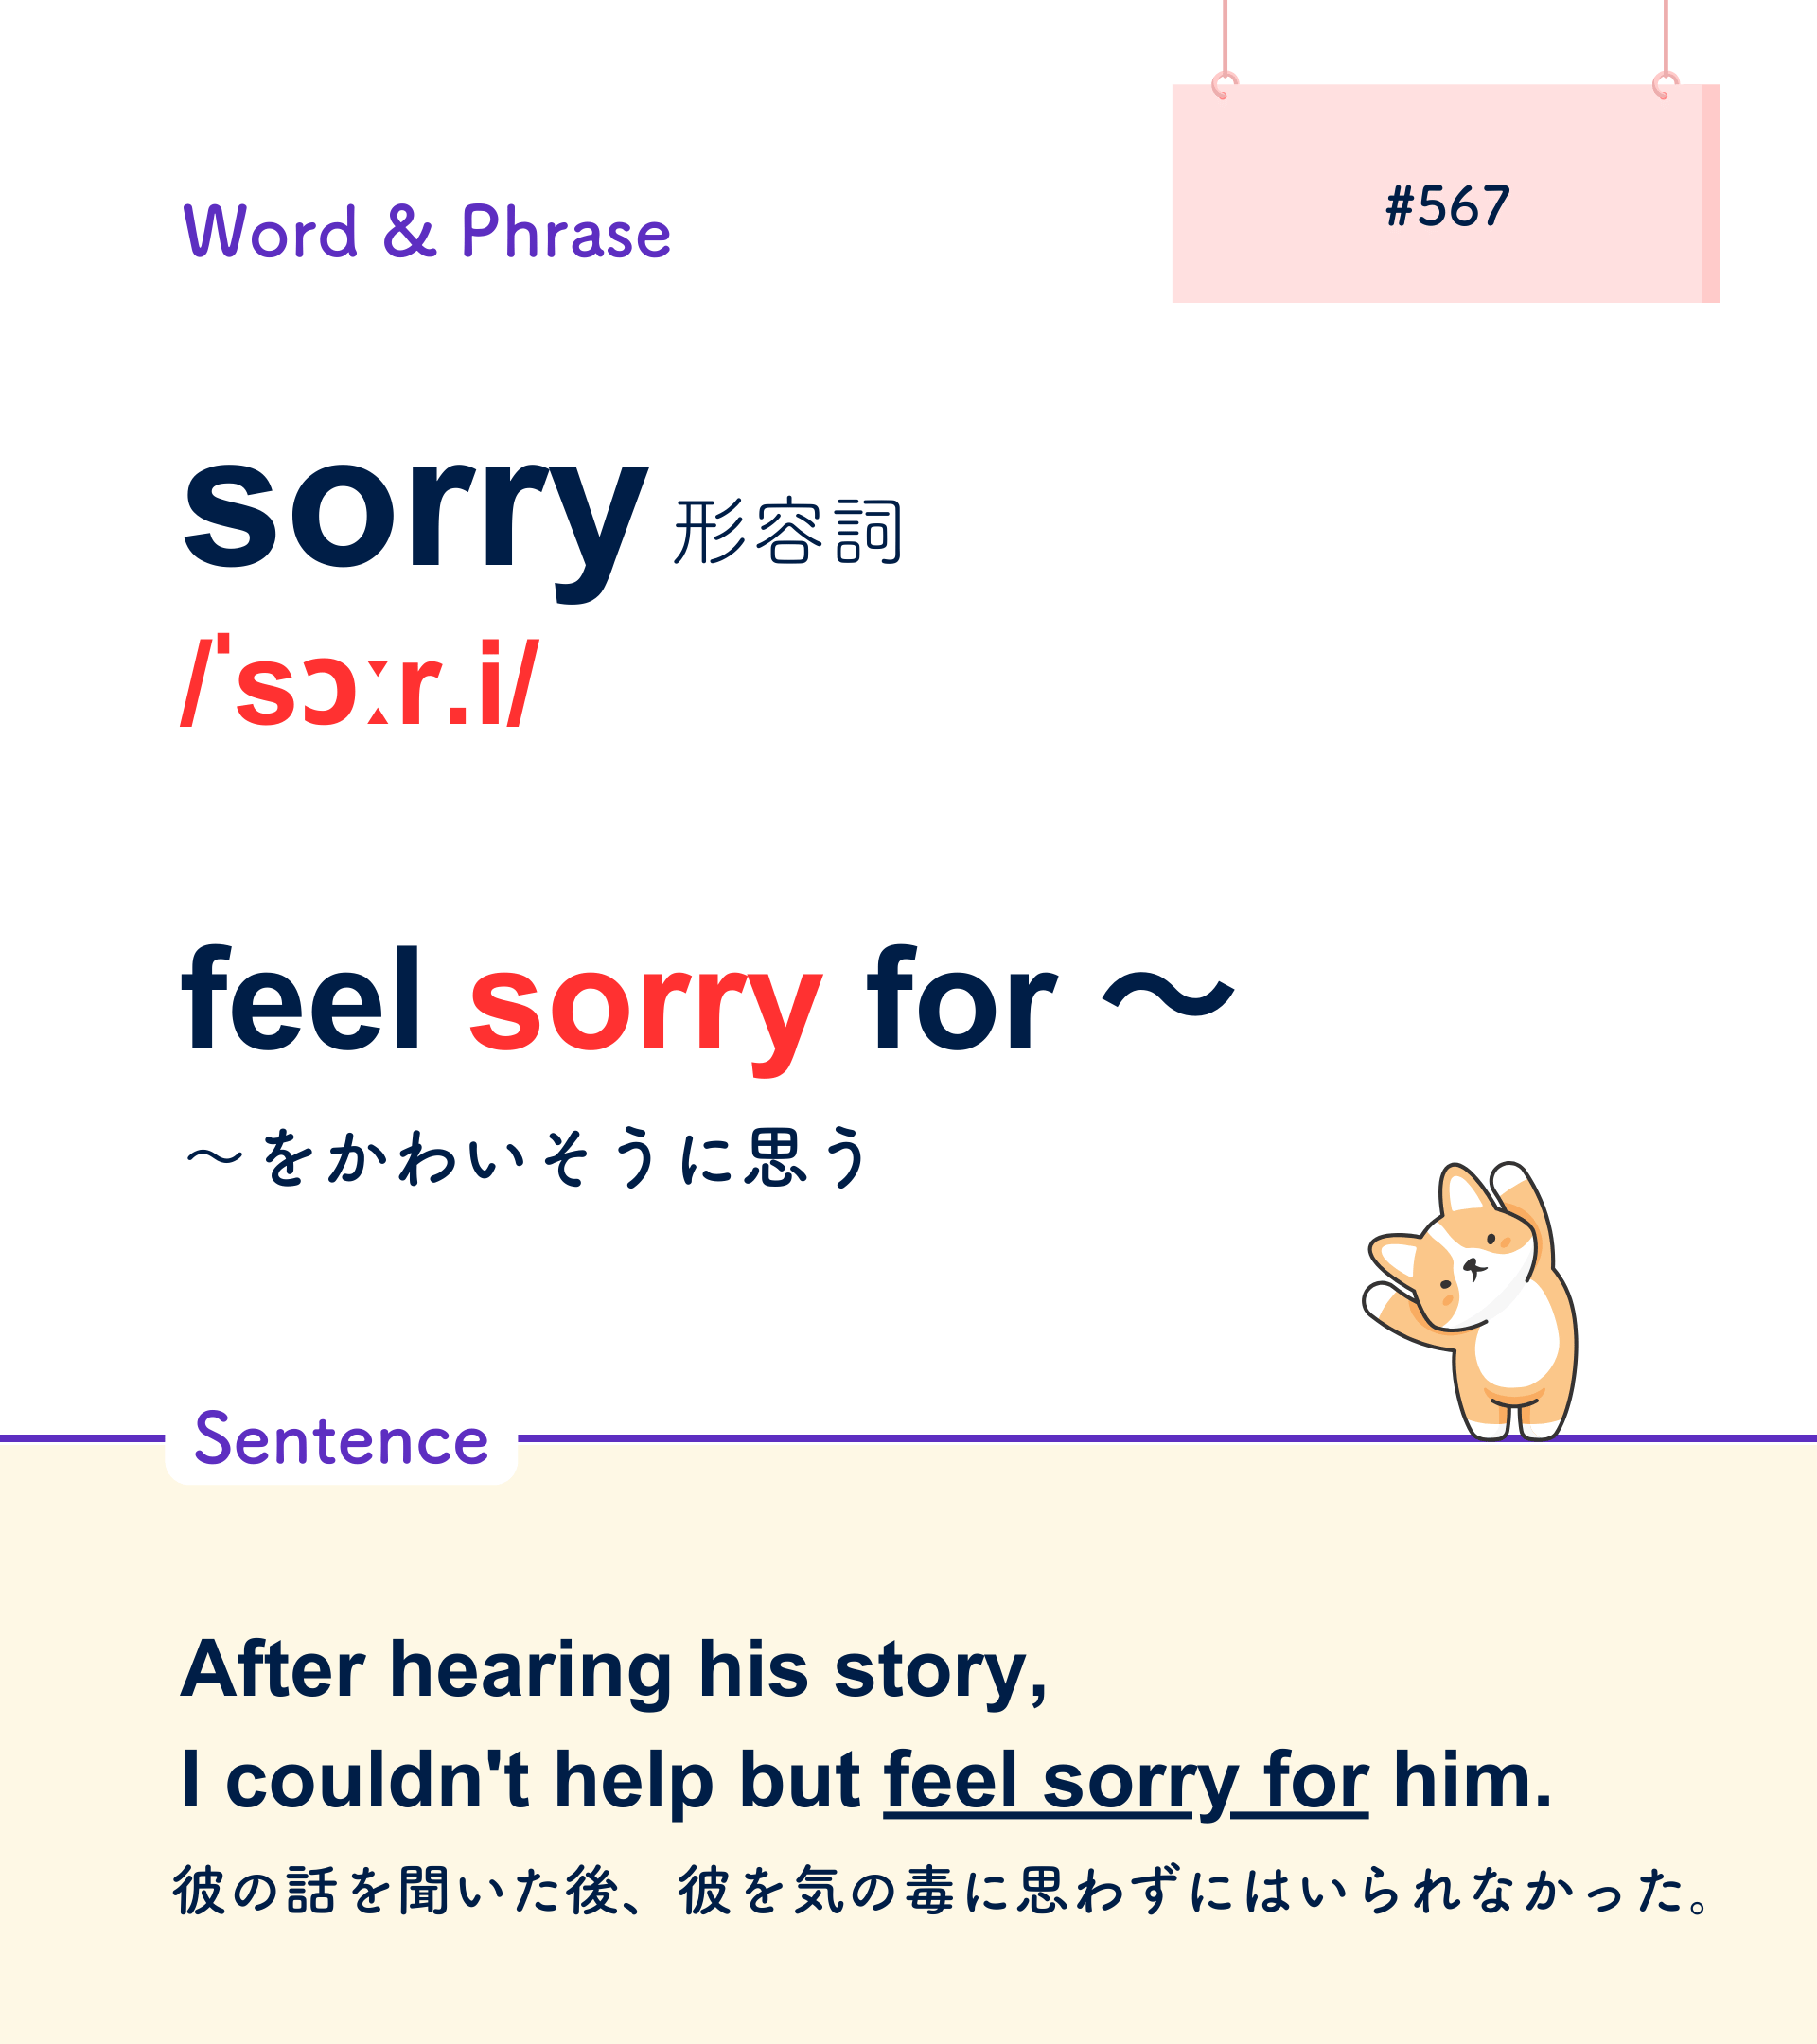 Word & Phrase
#567
sorry 形容詞
/ˈsɔːr.i/
feel sorry for 〜
〜をかわいそうに思う
Sentence
After hearing his story,
I couldn't help but feel sorry for him.
彼の話を聞いた後、彼を気の毒に思わずにはいられなかった。